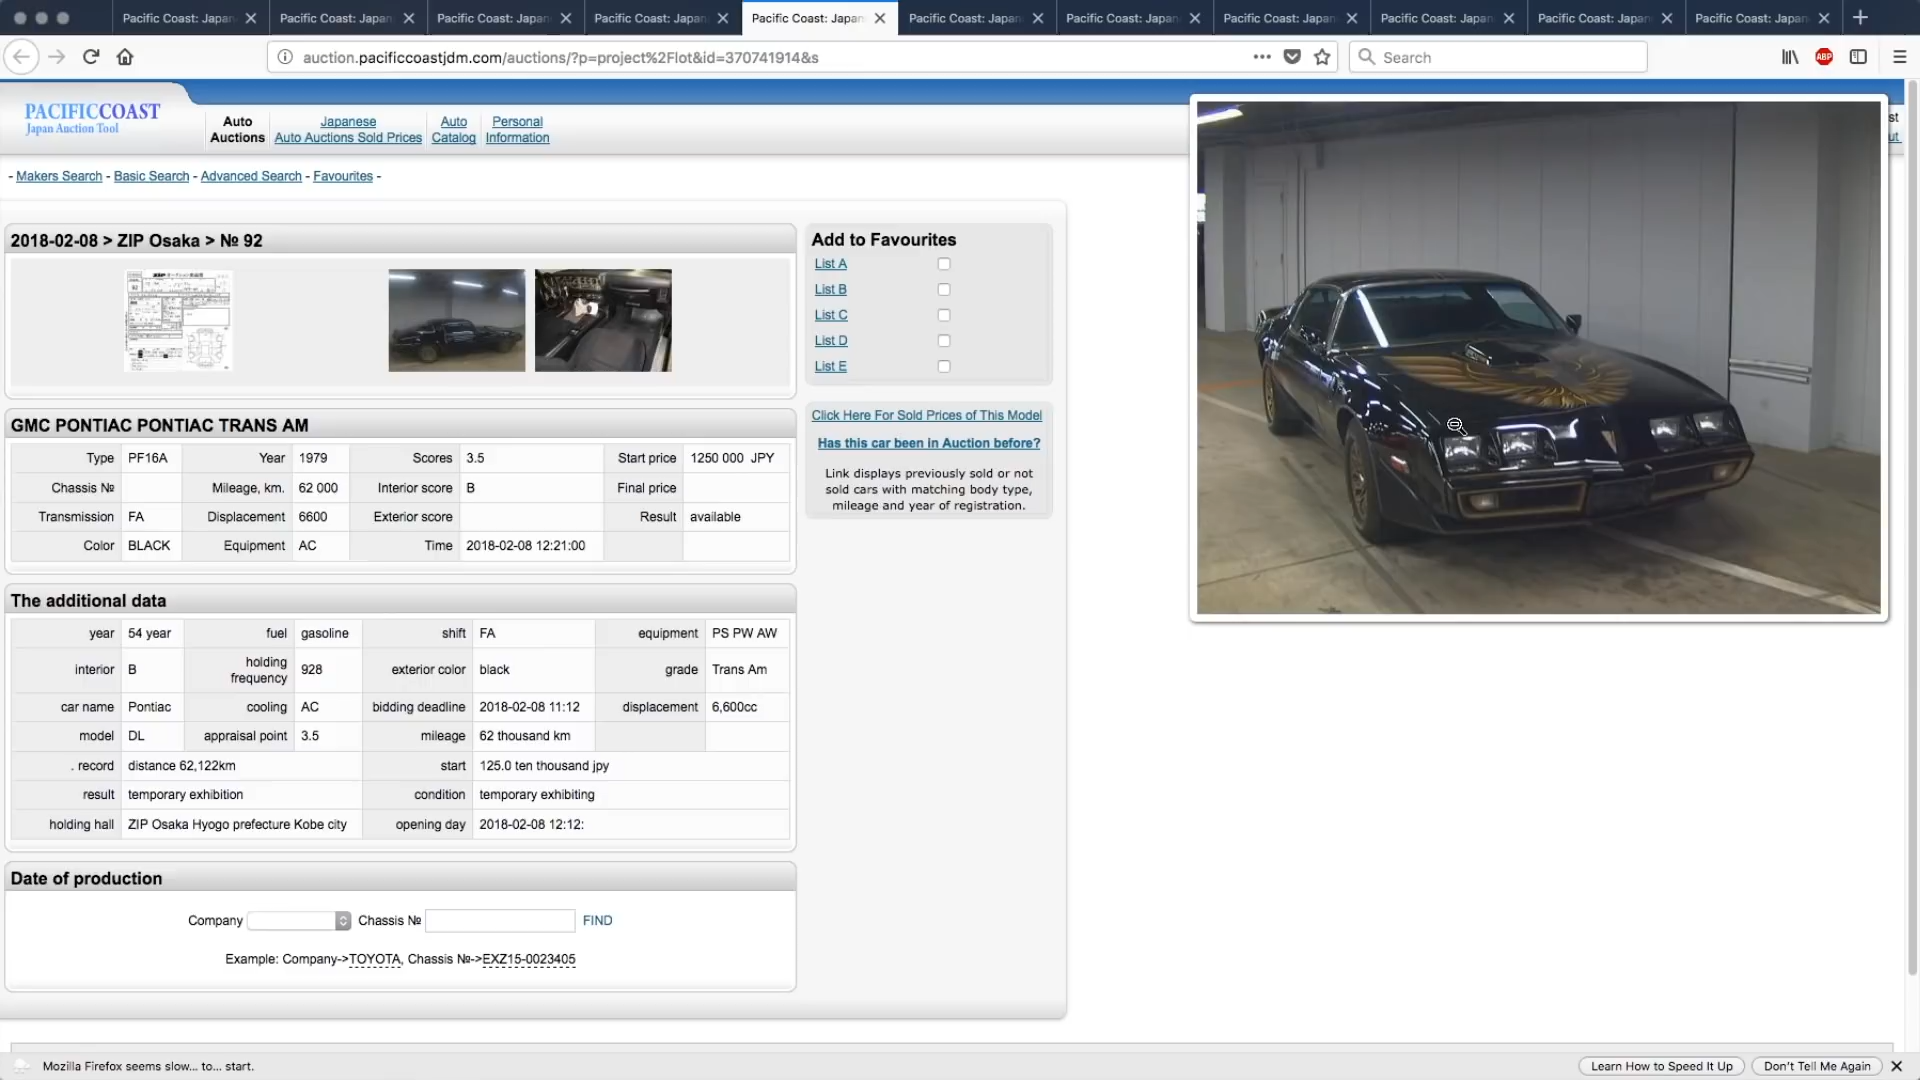 Pacific Coast: Japan Pacific Coast: Japan Pacific Coast: Japan Pacific Coast: Japan Pacific Coast: Japan Pacific Coast: Japan Pacific Coast: Japan Pacific Coast: Japan Pacific Coast: Japan Pacific Coast: Japan Pacific Coast: Japan
auction.pacificcoastjdm.com/auctions/?p=project%2Flot&id=370741914&s
Search
ABP
PACIFICCOAST
Japan Auction Tool
Auto Auctions
Japanese Auto Auctions Sold Prices
Auto Catalog
Personal Information
- Makers Search - Basic Search - Advanced Search - Favourites -
2018-02-08 > ZIP Osaka > № 92
GMC PONTIAC PONTIAC TRANS AM
Type PF16A Year 1979 Scores 3.5 Start price 1250 000 JPY
Chassis № Mileage, km. 62 000 Interior score B Final price
Transmission FA Displacement 6600 Exterior score Result available
Color BLACK Equipment AC Time 2018-02-08 12:21:00
The additional data
year 54 year fuel gasoline shift FA equipment PS PW AW
interior B holding frequency 928 exterior color black grade Trans Am
car name Pontiac cooling AC bidding deadline 2018-02-08 11:12 displacement 6,600cc
model DL appraisal point 3.5 mileage 62 thousand km
. record distance 62,122km start 125.0 ten thousand jpy
result temporary exhibition condition temporary exhibiting
holding hall ZIP Osaka Hyogo prefecture Kobe city opening day 2018-02-08 12:12:
Date of production
Company Chassis № FIND
Example: Company->TOYOTA, Chassis №->EXZ15-0023405
Add to Favourites
List A
List B
List C
List D
List E
Click Here For Sold Prices of This Model
Has this car been in Auction before?
Link displays previously sold or not
sold cars with matching body type,
mileage and year of registration.
st
ut
Mozilla Firefox seems slow... to... start.
Learn How to Speed It Up
Don't Tell Me Again